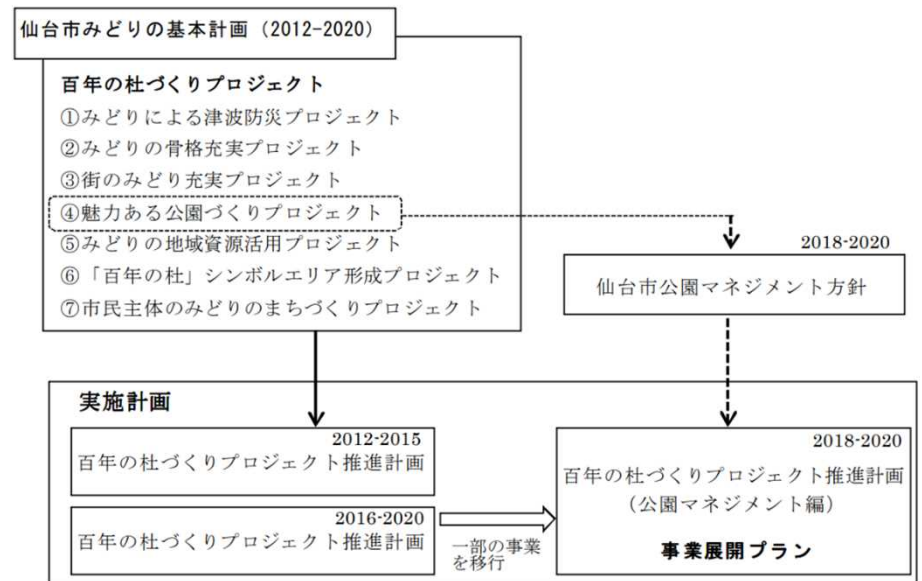 仙台市みどりの基本計画（2012-2020）
百年の杜づくりプロジェクト
①みどりによる津波防災プロジェクト
②みどりの骨格充実プロジェクト
③街のみどり充実プロジェクト
④魅力ある公園づくりプロジェクト
⑤みどりの地域資源活用プロジェクト
⑥「百年の杜」シンボルエリア形成プロジェクト
⑦市民主体のみどりのまちづくりプロジェクト
2018-2020
仙台市公園マネジメント方針
実施計画
2012-2015
百年の杜づくりプロジェクト推進計画
2016-2020
百年の杜づくりプロジェクト推進計画
一部の事業
を移行
2018-2020
百年の杜づくりプロジェクト推進計画
（公園マネジメント編）
事業展開プラン